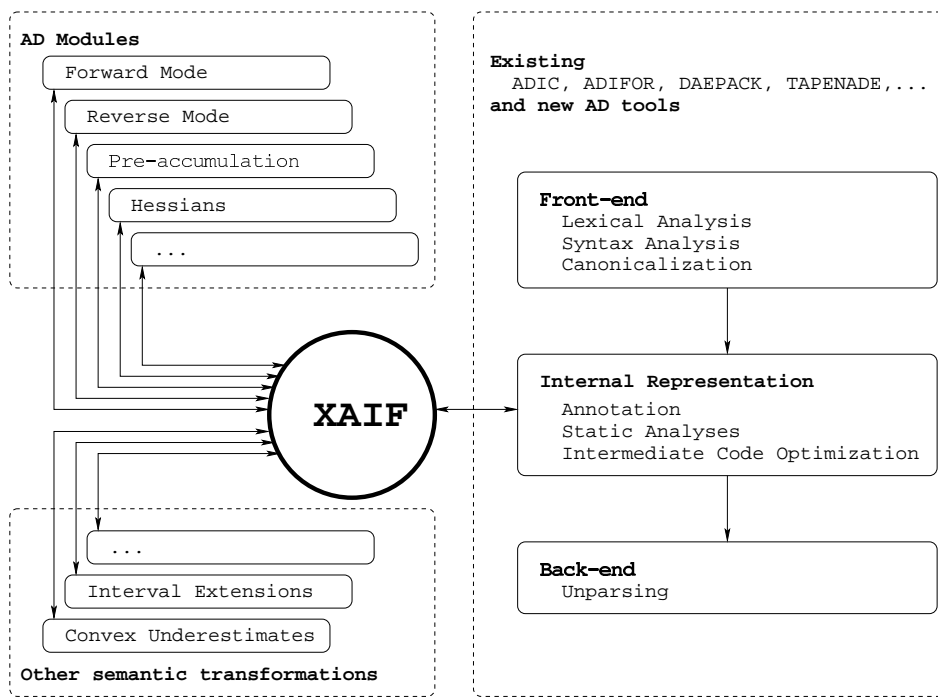 AD Modules
Forward Mode
Reverse Mode
Pre-accumulation
Hessians
...
XAIF
...
Interval Extensions
Convex Underestimates
Other semantic transformations
Existing
ADIC, ADIFOR, DAEPACK, TAPENADE,...
and new AD tools
Front-end
Lexical Analysis
Syntax Analysis
Canonicalization
Internal Representation
Annotation
Static Analyses
Intermediate Code Optimization
Back-end
Unparsing